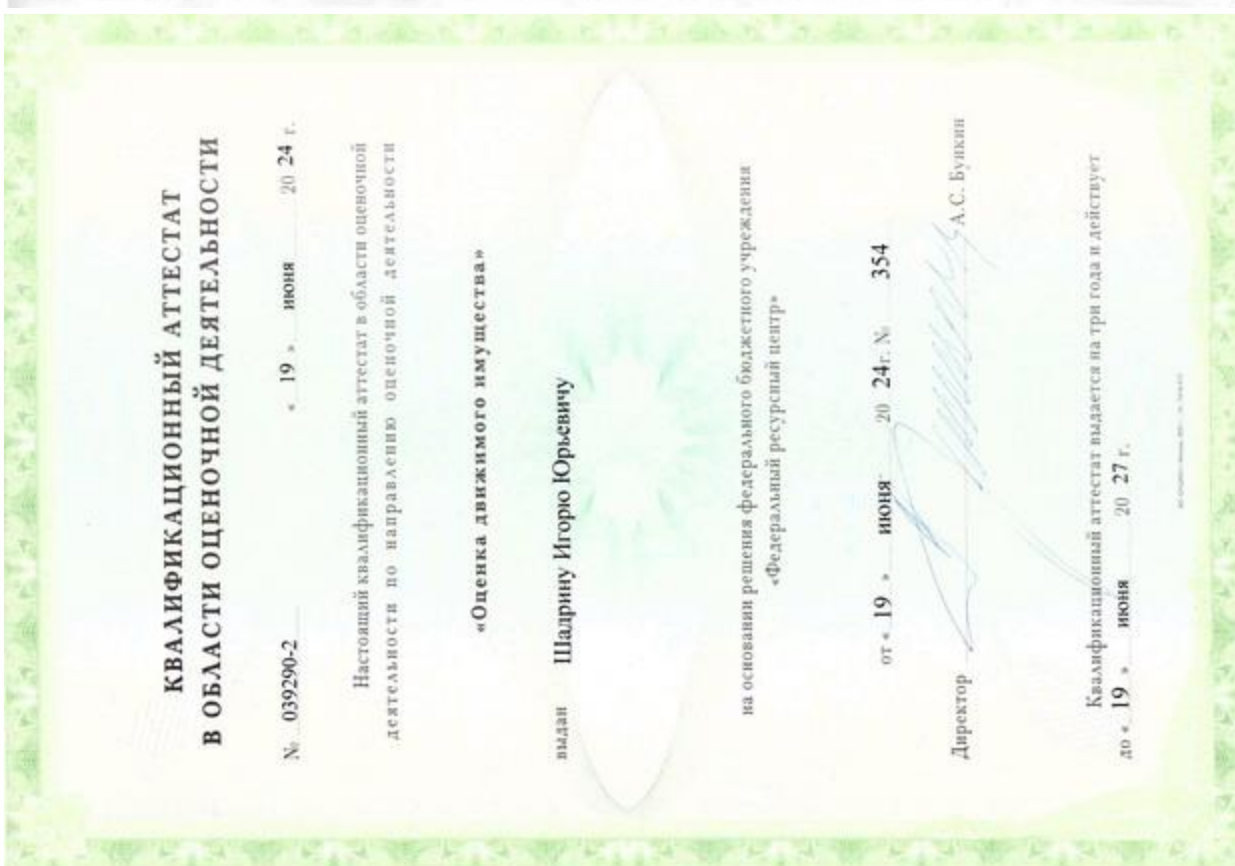 КВАЛИФИКАЦИОННЫЙ АТТЕСТАТ
В ОБЛАСТИ ОЦЕНОЧНОЙ ДЕЯТЕЛЬНОСТИ
№ 039290-2 « 19 » июня 20 24 г.
Настоящий квалификационный аттестат в области оценочной
деятельности по направлению оценочной деятельности
«Оценка движимого имущества»
выдан Шадрину Игорю Юрьевичу
на основании решения федерального бюджетного учреждения
«Федеральный ресурсный центр»
от « 19 » июня 20 24г. № 354
Директор А.С. Бункин
Квалификационный аттестат выдается на три года и действует
до « 19 » июня 20 27 г.